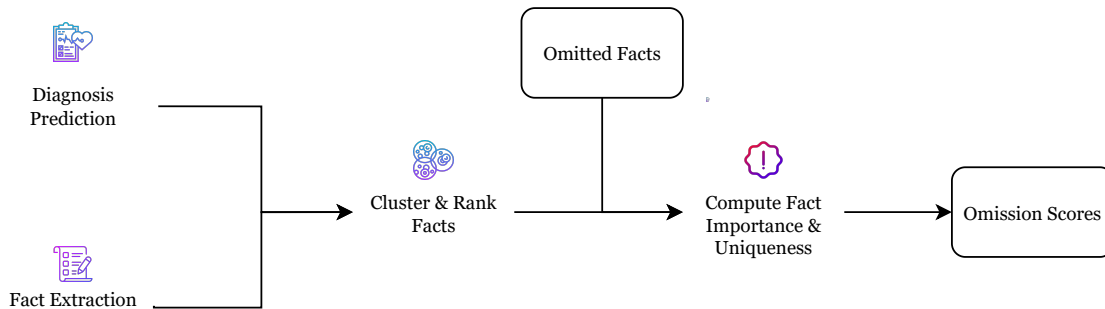 Diagnosis
Prediction
Fact Extraction
Cluster & Rank
Facts
Omitted Facts
Compute Fact
Importance &
Uniqueness
Omission Scores